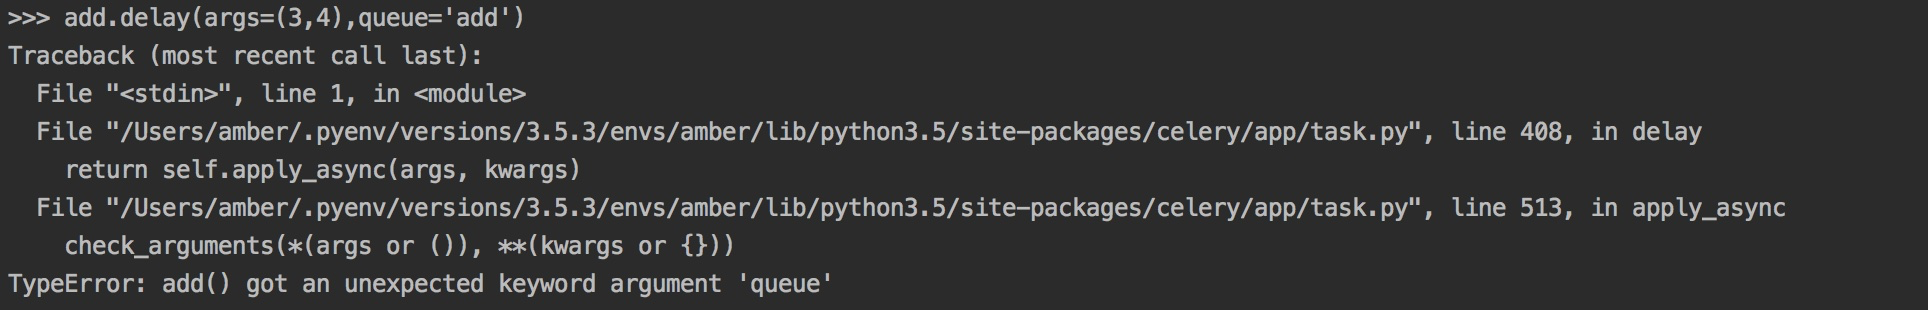 >>> add.delay(args=(3,4),queue='add')
Traceback (most recent call last):
  File "<stdin>", line 1, in <module>
  File "/Users/amber/.pyenv/versions/3.5.3/envs/amber/lib/python3.5/site-packages/celery/app/task.py", line 408, in delay
    return self.apply_async(args, kwargs)
  File "/Users/amber/.pyenv/versions/3.5.3/envs/amber/lib/python3.5/site-packages/celery/app/task.py", line 513, in apply_async
    check_arguments(*(args or ()), **(kwargs or {}))
TypeError: add() got an unexpected keyword argument 'queue'